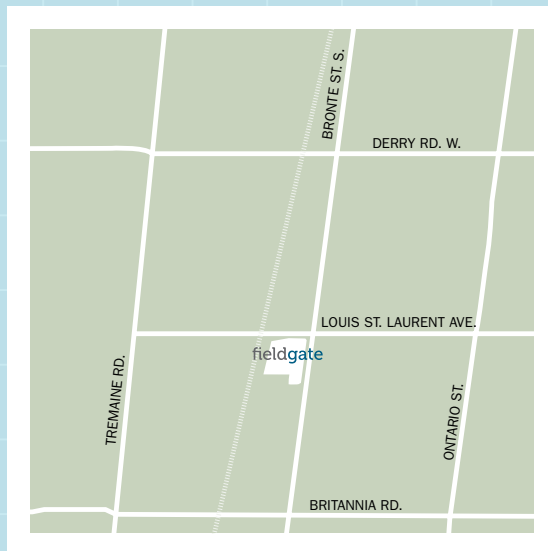 BRONTE ST. S.
DERRY RD. W.
LOUIS ST. LAURENT AVE.
fieldgate
TREMAINE RD.
ONTARIO ST.
BRITANNIA RD.